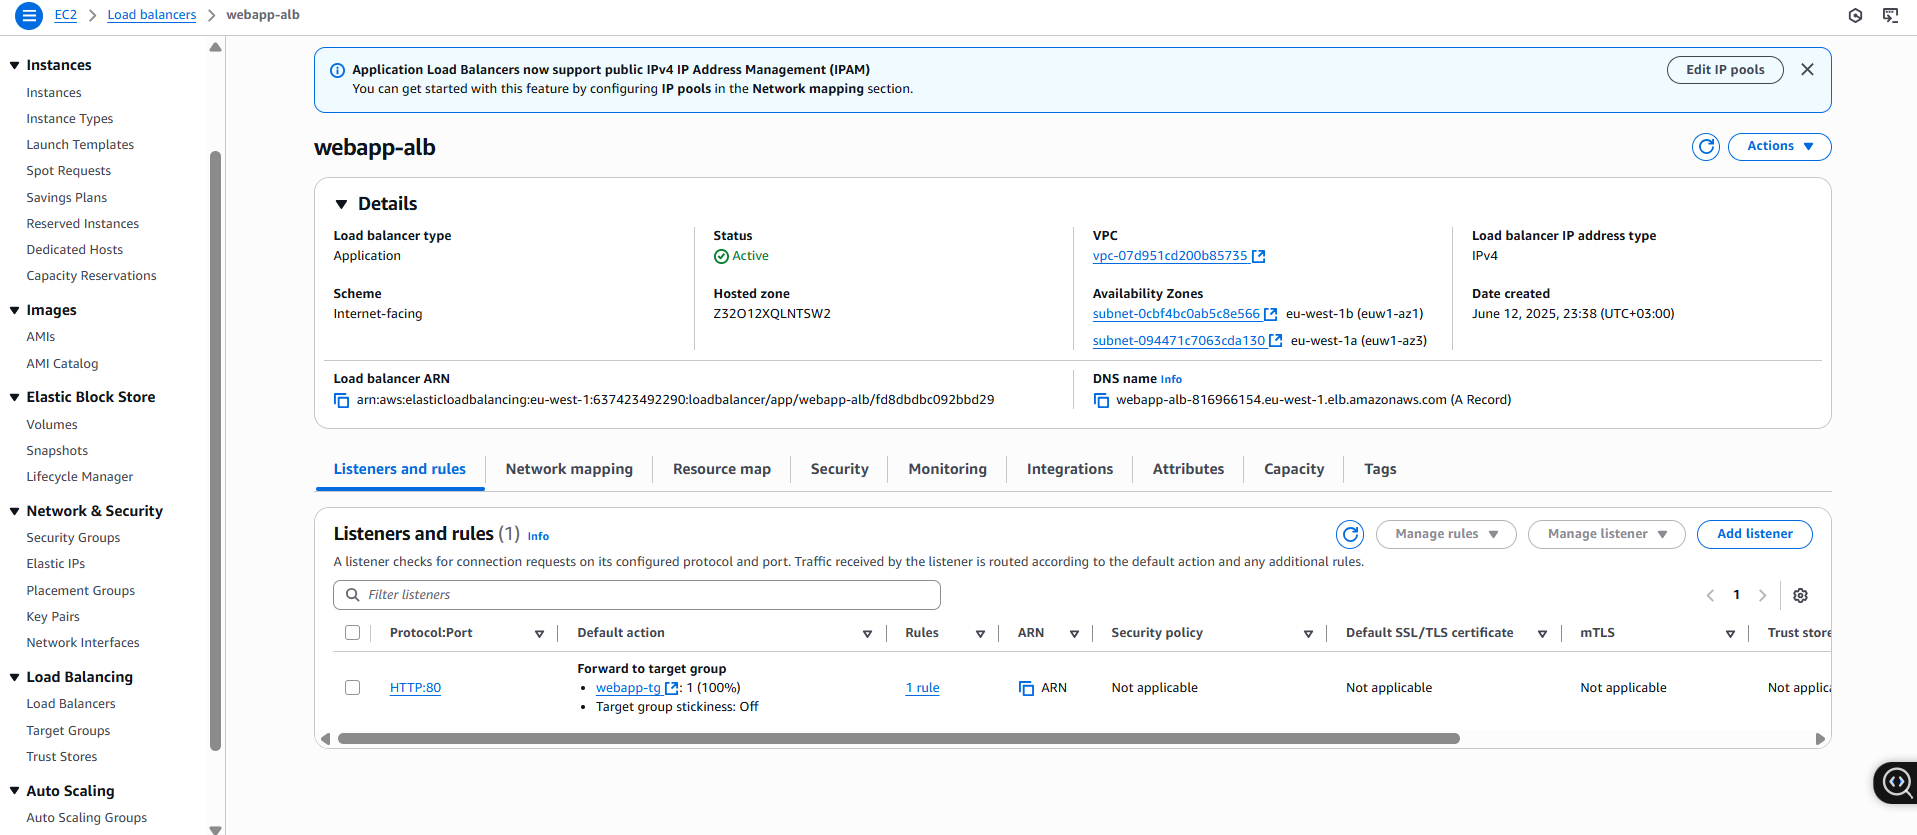 EC2 > Load balancers > webapp-alb
Instances
Instances
Instance Types
Launch Templates
Spot Requests
Savings Plans
Reserved Instances
Dedicated Hosts
Capacity Reservations
Images
AMIs
AMI Catalog
Elastic Block Store
Volumes
Snapshots
Lifecycle Manager
Network & Security
Security Groups
Elastic IPs
Placement Groups
Key Pairs
Network Interfaces
Load Balancing
Load Balancers
Target Groups
Trust Stores
Auto Scaling
Auto Scaling Groups
Application Load Balancers now support public IPv4 IP Address Management (IPAM)
You can get started with this feature by configuring IP pools in the Network mapping section.
Edit IP pools
webapp-alb
Actions
Details
Load balancer type
Application
Status
Active
VPC
vpc-07d951cd200b85735
Load balancer IP address type
IPv4
Scheme
Internet-facing
Hosted zone
Z32O12XQLNTSW2
Availability Zones
subnet-0cbf4bc0ab5c8e566 eu-west-1b (euw1-az1)
subnet-094471c7063cda130 eu-west-1a (euw1-az3)
Date created
June 12, 2025, 23:38 (UTC+03:00)
Load balancer ARN
arn:aws:elasticloadbalancing:eu-west-1:637423492290:loadbalancer/app/webapp-alb/fd8dbdbc092bbd29
DNS name Info
webapp-alb-816966154.eu-west-1.elb.amazonaws.com (A Record)
Listeners and rules Network mapping Resource map Security Monitoring Integrations Attributes Capacity Tags
Listeners and rules (1) Info
Manage rules Manage listener Add listener
A listener checks for connection requests on its configured protocol and port. Traffic received by the listener is routed according to the default action and any additional rules.
Filter listeners
1
Protocol:Port Default action Rules ARN Security policy Default SSL/TLS certificate mTLS Trust store
Forward to target group
HTTP:80 • webapp-tg : 1 (100%) 1 rule ARN Not applicable Not applicable Not applicable Not applica
• Target group stickiness: Off